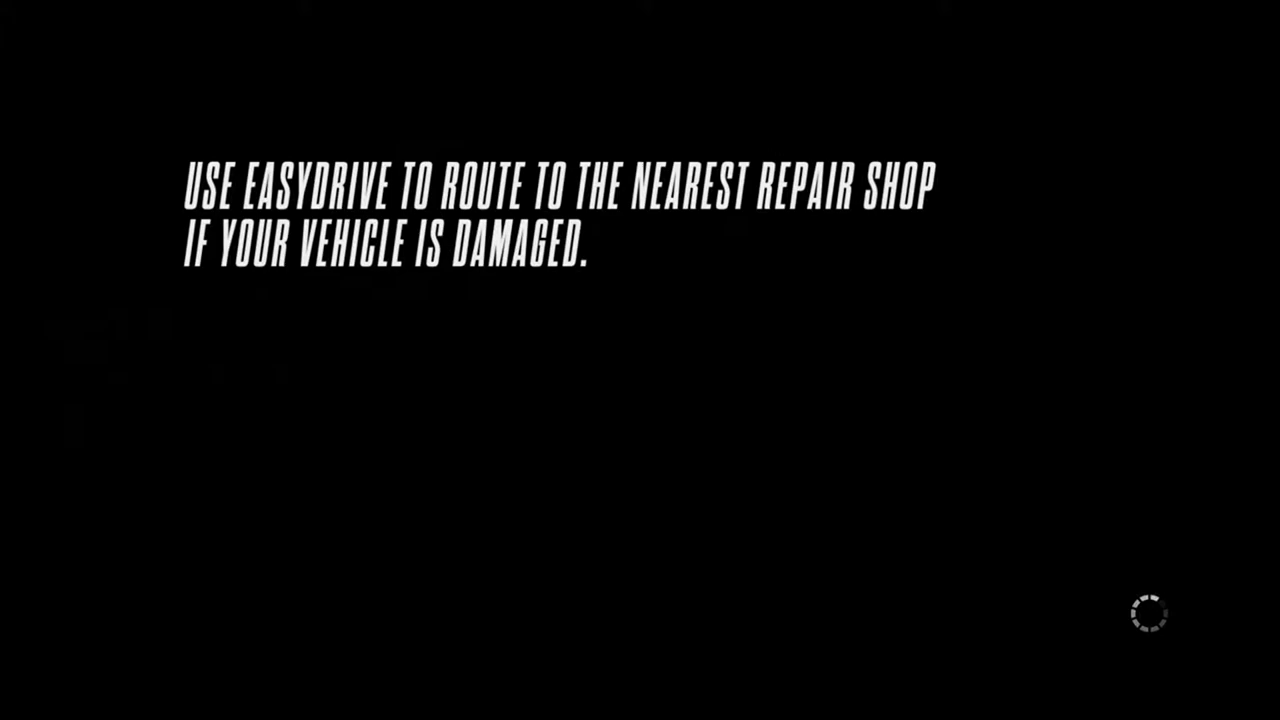 USE EASYDRIVE TO ROUTE TO THE NEAREST REPAIR SHOP
IF YOUR VEHICLE IS DAMAGED.